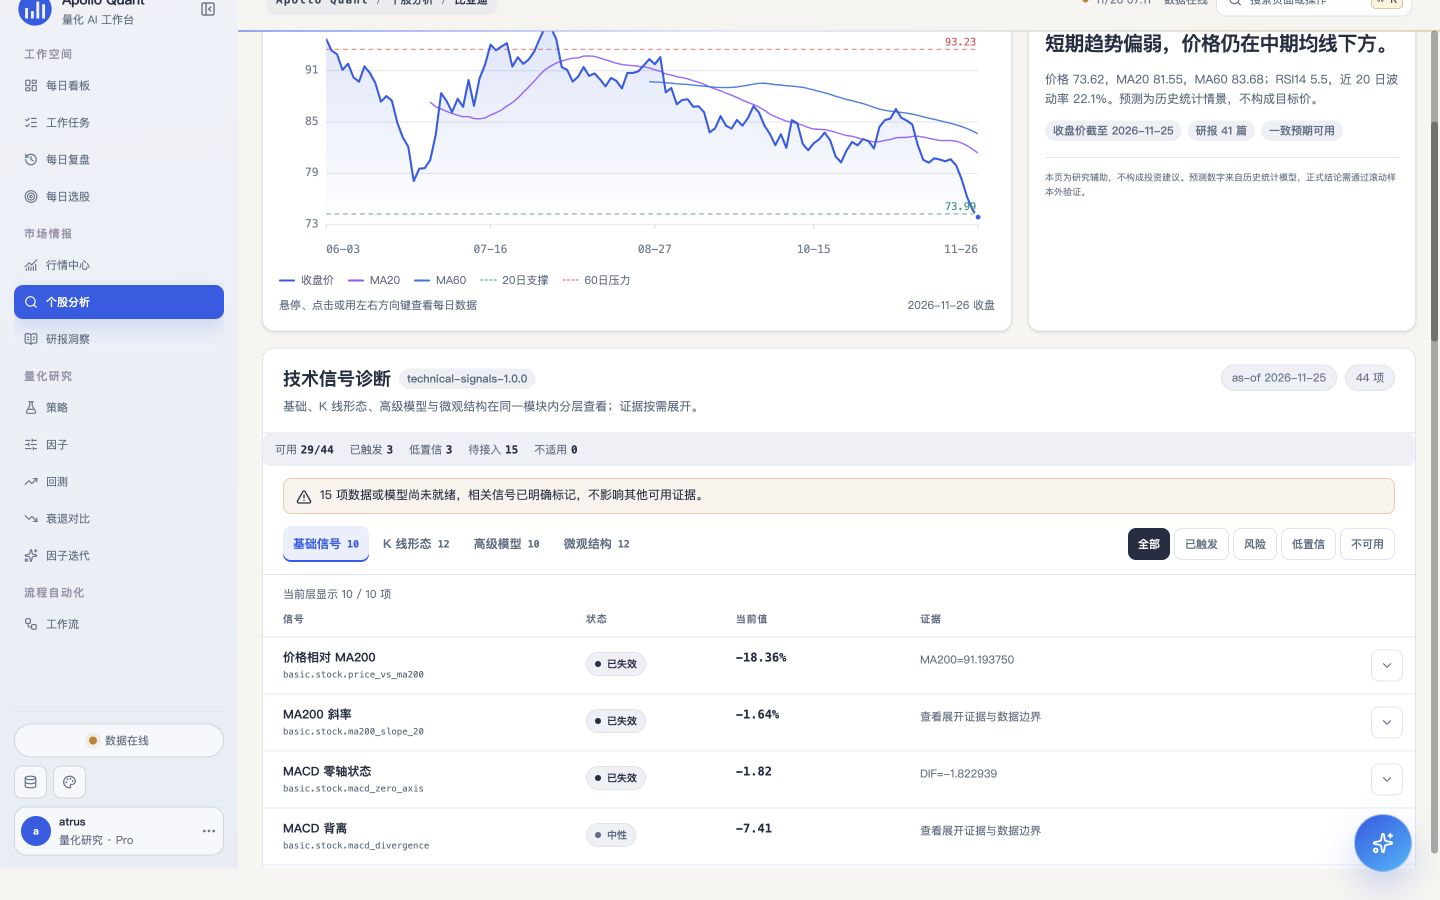 Apollo Quant
量化 AI 工作台
工作空间
每日看板
工作任务
每日复盘
每日选股
市场情报
行情中心
个股分析
研报洞察
量化研究
策略
因子
回测
衰退对比
因子迭代
流程自动化
工作流
数据在线
a
atrus
量化研究 · Pro
Apollo Quant / 个股分析 / 比亚迪
11/26 07:11 · 数据在线
搜索页面或操作
⌘ K
93.23
91
85
79
73
73.99
06-03
07-16
08-27
10-15
11-26
收盘价 MA20 MA60 20日支撑 60日压力
悬停、点击或用左右方向键查看每日数据
2026-11-26 收盘
短期趋势偏弱，价格仍在中期均线下方。
价格 73.62，MA20 81.55，MA60 83.68；RSI14 5.5，近 20 日波
动率 22.1%。预测为历史统计情景，不构成目标价。
收盘价截至 2026-11-25 研报 41 篇 一致预期可用
本页为研究辅助，不构成投资建议。预测数字来自历史统计模型，正式结论需通过滚动样
本外验证。
技术信号诊断 technical-signals-1.0.0
as-of 2026-11-25 44 项
基础、K 线形态、高级模型与微观结构在同一模块内分层查看；证据按需展开。
可用 29/44 已触发 3 低置信 3 待接入 15 不适用 0
15 项数据或模型尚未就绪，相关信号已明确标记，不影响其他可用证据。
基础信号 10 K 线形态 12 高级模型 10 微观结构 12
全部 已触发 风险 低置信 不可用
当前层显示 10 / 10 项
信号 状态 当前值 证据
价格相对 MA200 已失效 -18.36% MA200=91.193750
basic.stock.price_vs_ma200
MA200 斜率 已失效 -1.64% 查看展开证据与数据边界
basic.stock.ma200_slope_20
MACD 零轴状态 已失效 -1.82 DIF=-1.822939
basic.stock.macd_zero_axis
MACD 背离 中性 -7.41 查看展开证据与数据边界
basic.stock.macd_divergence